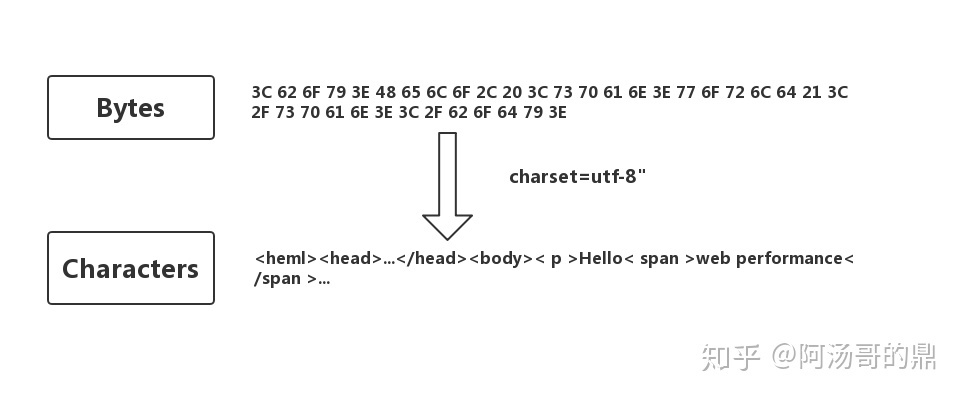 Bytes
3C 62 6F 79 3E 48 65 6C 6F 2C 20 3C 73 70 61 6E 3E 77 6F 72 6C 64 21 3C
2F 73 70 61 6E 3E 3C 2F 62 6F 64 79 3E
charset=utf-8"
Characters
<heml><head>...</head><body>< p >Hello< span >web performance<
/span >...
知乎 @阿汤哥的鼎